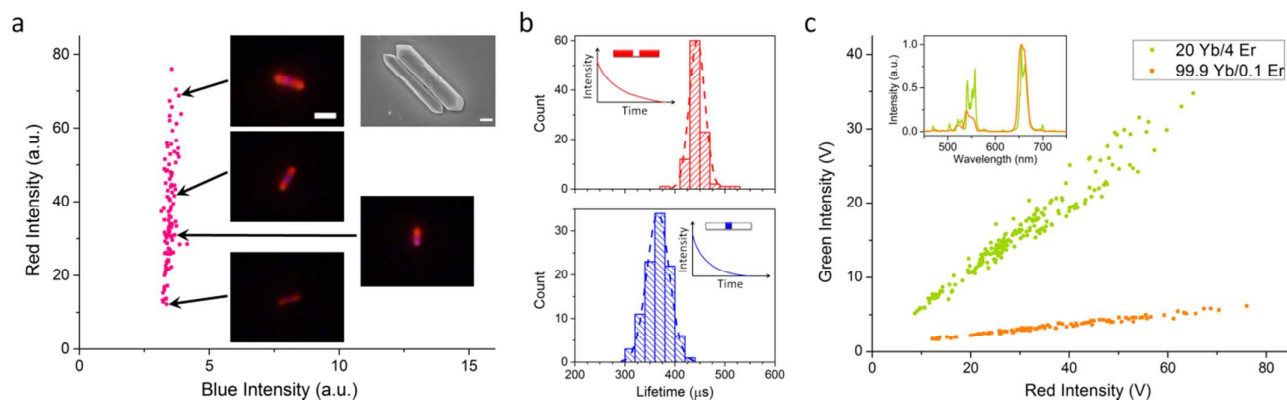 a
Red Intensity (a.u.)
80
60
40
20
0
0
5
10
15
Blue Intensity (a.u.)
b
Count
60
40
20
0
Intensity
Time
Count
30
20
10
0
Intensity
Time
200
300
400
500
600
Lifetime (μs)
c
Green Intensity (V)
40
30
20
10
0
0
20
40
60
80
Red Intensity (V)
Intensity (a.u.)
1.0
0.5
0.0
500
600
700
Wavelength (nm)
20 Yb/4 Er
99.9 Yb/0.1 Er